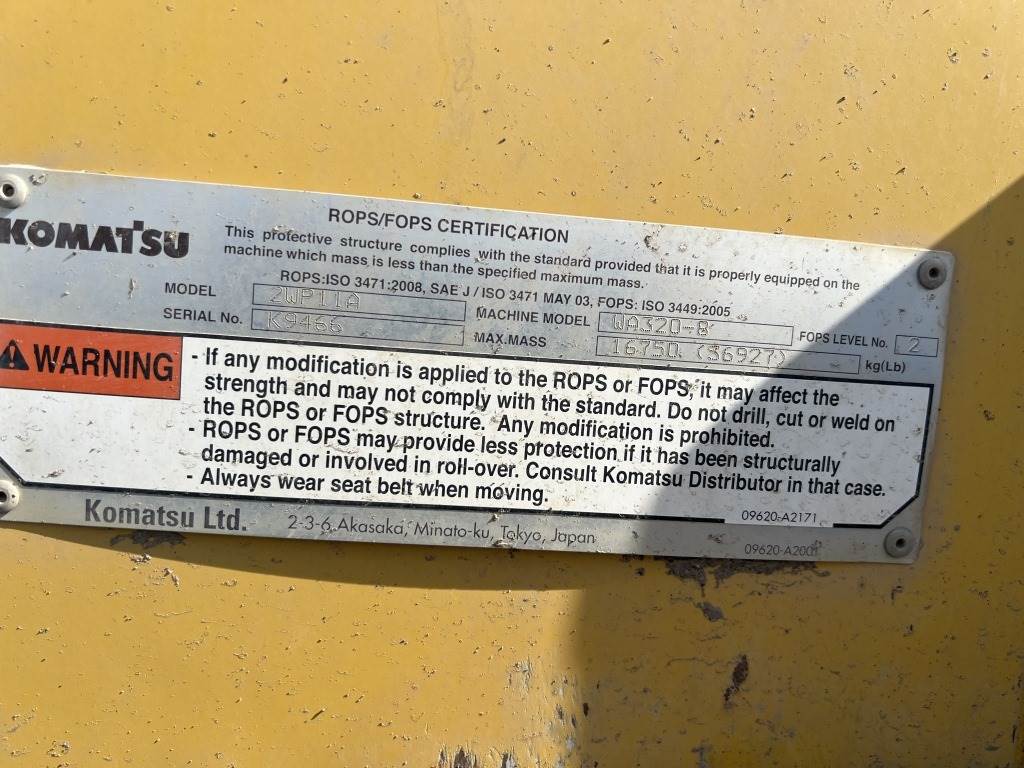 KOMATSU
ROPS/FOPS CERTIFICATION
This protective structure complies with the standard provided that it is properly equipped on the
machine which mass is less than the specified maximum mass.
ROPS:ISO 3471:2008, SAE J / ISO 3471 MAY 03, FOPS: ISO 3449:2005
MODEL 2WP11A MACHINE MODEL WA320-8 FOPS LEVEL No. 2
SERIAL No. K9466 MAX.MASS 16750 (36927) kg(Lb)
WARNING
- If any modification is applied to the ROPS or FOPS, it may affect the
strength and may not comply with the standard. Do not drill, cut or weld on
the ROPS or FOPS structure. Any modification is prohibited.
- ROPS or FOPS may provide less protection if it has been structurally
damaged or involved in roll-over. Consult Komatsu Distributor in that case.
- Always wear seat belt when moving.
09620-A2171
Komatsu Ltd. 2-3-6 Akasaka, Minato-ku, Tokyo, Japan
09620-A2001